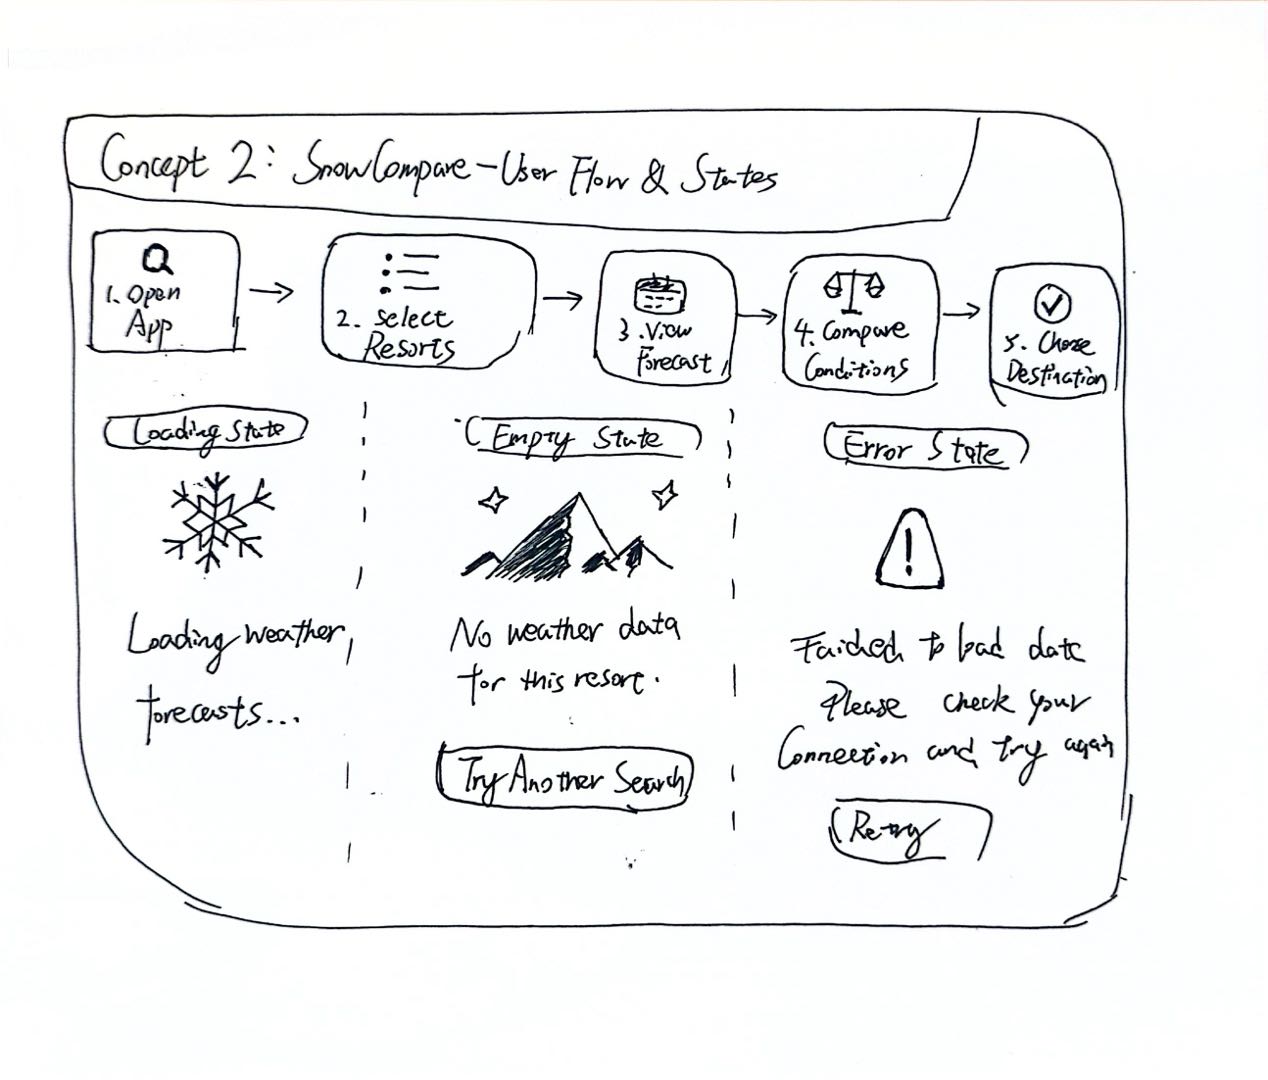 Concept 2: SnowCompare - User Flow & States
1. Open
App
2. select
Resorts
3. View
Forecast
4. Compare
Conditions
5. Choose
Destination
Loading State
Empty State
Error State
Loading weather
forecasts...
No weather data
for this resort.
Try Another Search
Faiched to load date
Please check your
Connection and try again
Retry